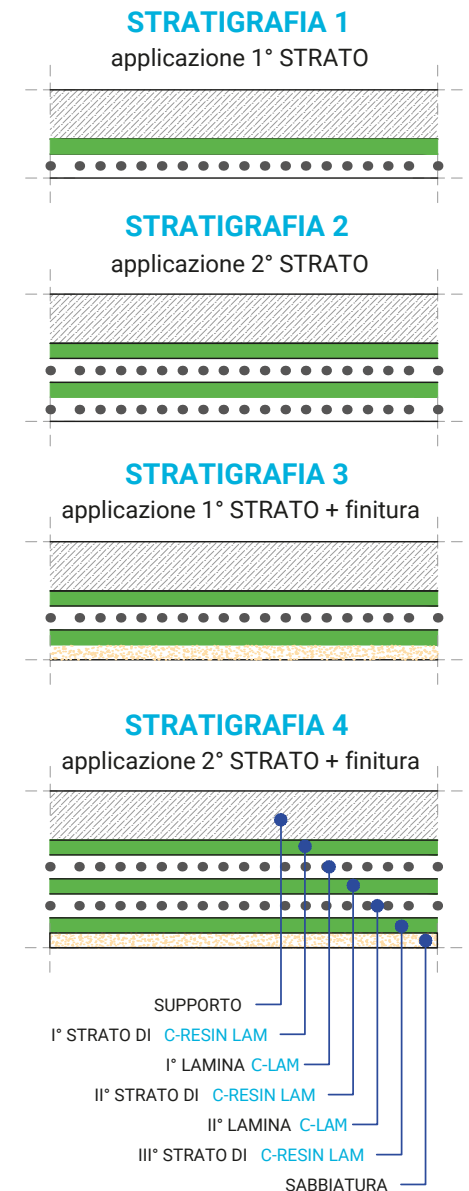 STRATIGRAFIA 1
applicazione 1° STRATO
STRATIGRAFIA 2
applicazione 2° STRATO
STRATIGRAFIA 3
applicazione 1° STRATO + finitura
STRATIGRAFIA 4
applicazione 2° STRATO + finitura
SUPPORTO
I° STRATO DI C-RESIN LAM
I° LAMINA C-LAM
II° STRATO DI C-RESIN LAM
II° LAMINA C-LAM
III° STRATO DI C-RESIN LAM
SABBIATURA